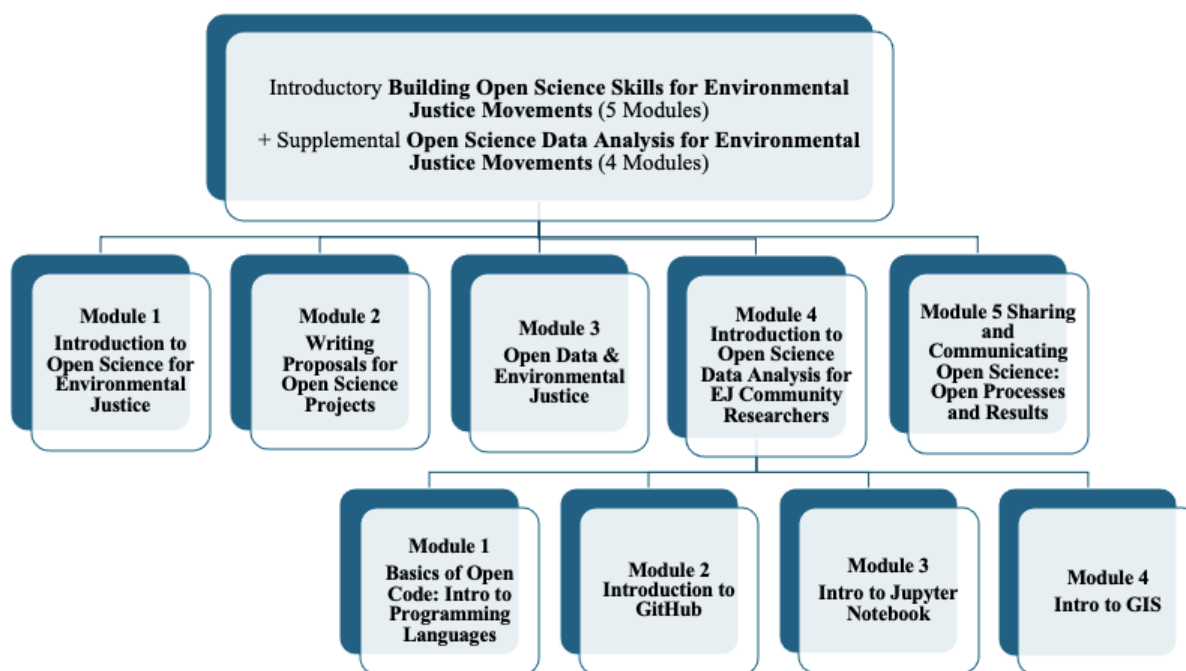 Introductory Building Open Science Skills for Environmental
Justice Movements (5 Modules)
+ Supplemental Open Science Data Analysis for Environmental
Justice Movements (4 Modules)
Module 1
Introduction to
Open Science for
Environmental
Justice
Module 2
Writing
Proposals for
Open Science
Projects
Module 3
Open Data &
Environmental
Justice
Module 4
Introduction to
Open Science
Data Analysis for
EJ Community
Researchers
Module 5 Sharing
and
Communicating
Open Science:
Open Processes
and Results
Module 1
Basics of Open
Code: Intro to
Programming
Languages
Module 2
Introduction to
GitHub
Module 3
Intro to Jupyter
Notebook
Module 4
Intro to GIS